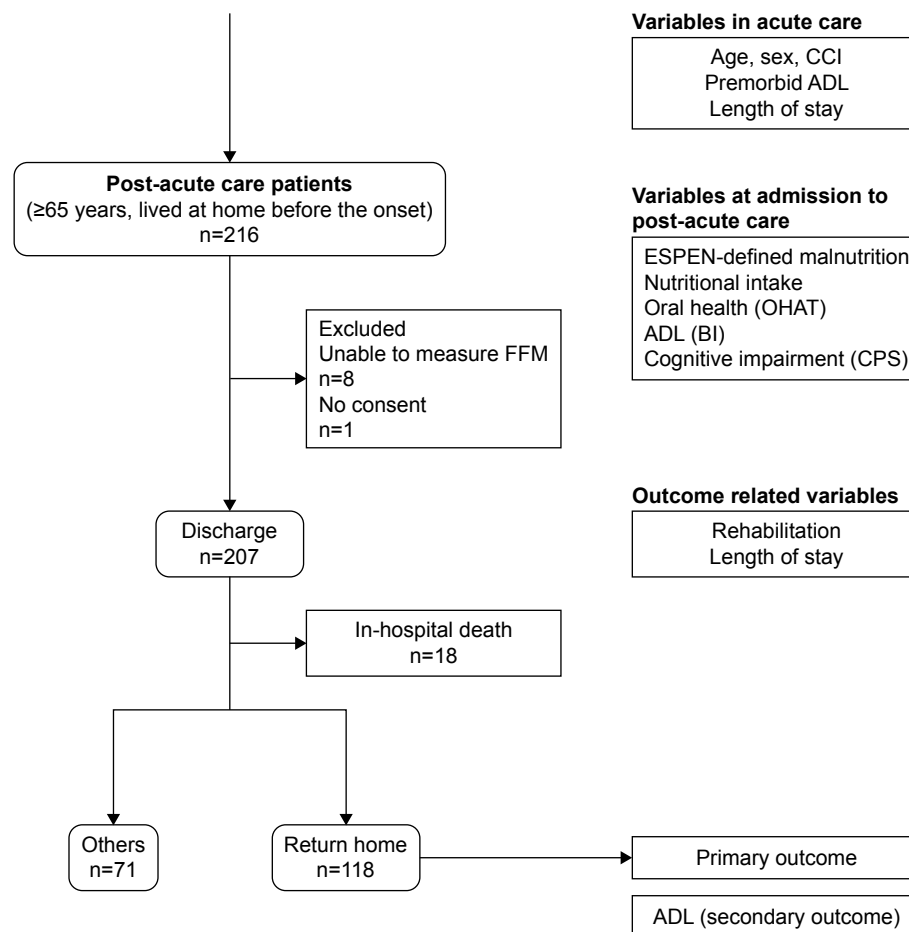 Variables in acute care
Age, sex, CCI
Premorbid ADL
Length of stay
Post-acute care patients
(≥65 years, lived at home before the onset)
n=216
Variables at admission to
post-acute care
ESPEN-defined malnutrition
Nutritional intake
Oral health (OHAT)
ADL (BI)
Cognitive impairment (CPS)
Excluded
Unable to measure FFM
n=8
No consent
n=1
Outcome related variables
Rehabilitation
Length of stay
Discharge
n=207
In-hospital death
n=18
Others
n=71
Return home
n=118
Primary outcome
ADL (secondary outcome)